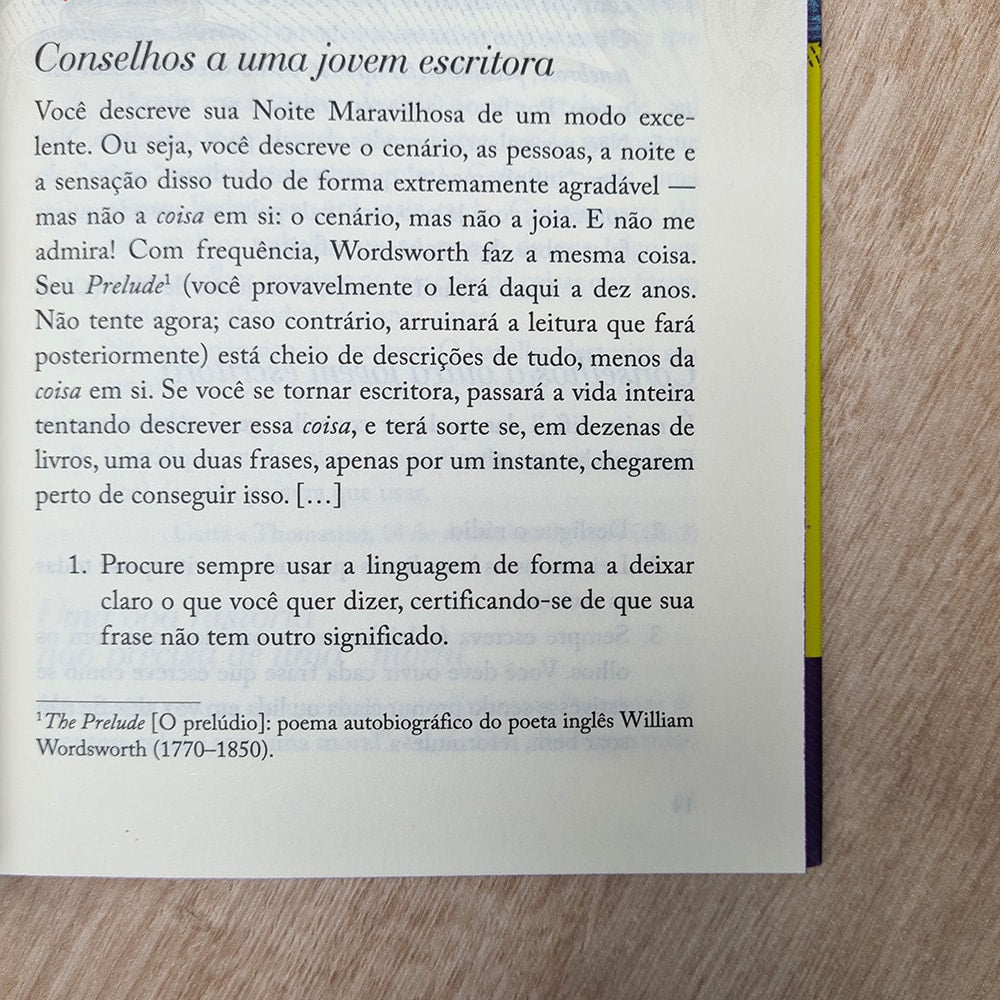 Conselhos a uma jovem escritora
Você descreve sua Noite Maravilhosa de um modo exce-
lente. Ou seja, você descreve o cenário, as pessoas, a noite e
a sensação disso tudo de forma extremamente agradável —
mas não a coisa em si: o cenário, mas não a joia. E não me
admira! Com frequência, Wordsworth faz a mesma coisa.
Seu Prelude¹ (você provavelmente o lerá daqui a dez anos.
Não tente agora; caso contrário, arruinará a leitura que fará
posteriormente) está cheio de descrições de tudo, menos da
coisa em si. Se você se tornar escritora, passará a vida inteira
tentando descrever essa coisa, e terá sorte se, em dezenas de
livros, uma ou duas frases, apenas por um instante, chegarem
perto de conseguir isso. […]
1. Procure sempre usar a linguagem de forma a deixar
claro o que você quer dizer, certificando-se de que sua
frase não tem outro significado.
¹The Prelude [O prelúdio]: poema autobiográfico do poeta inglês William
Wordsworth (1770–1850).